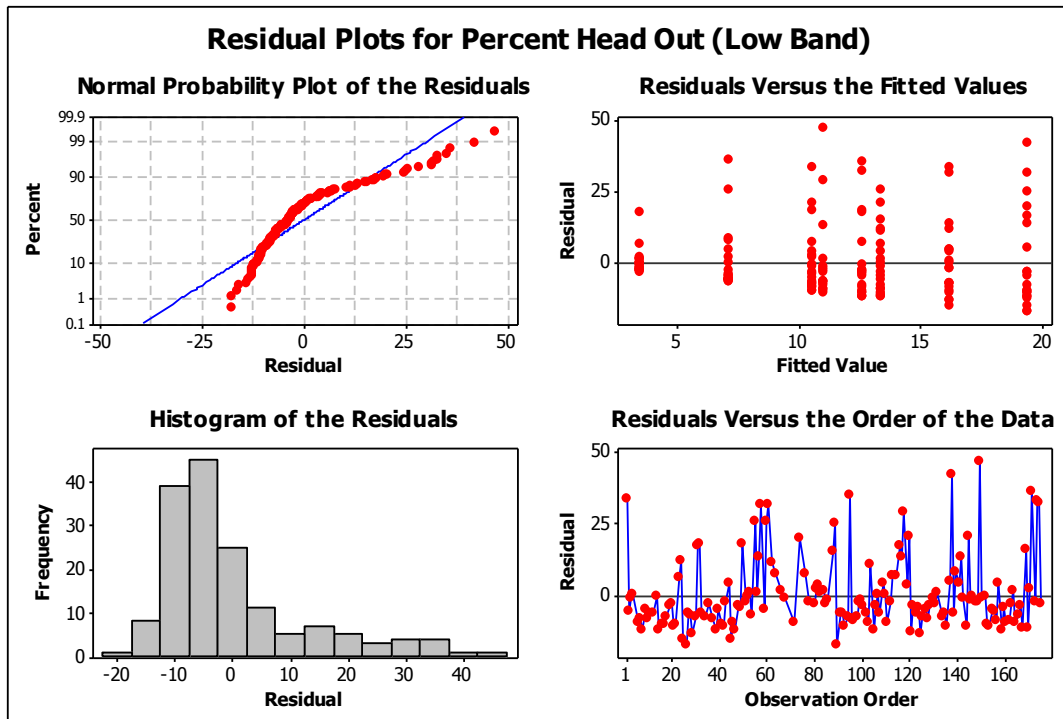 Residual Plots for Percent Head Out (Low Band)
Normal Probability Plot of the Residuals
99.9
99
90
50
10
1
0.1
Percent
-50 -25 0 25 50
Residual
Residuals Versus the Fitted Values
50
25
0
Residual
5 10 15 20
Fitted Value
Histogram of the Residuals
40
30
20
10
0
Frequency
-20 -10 0 10 20 30 40
Residual
Residuals Versus the Order of the Data
50
25
0
Residual
1 20 40 60 80 100 120 140 160
Observation Order